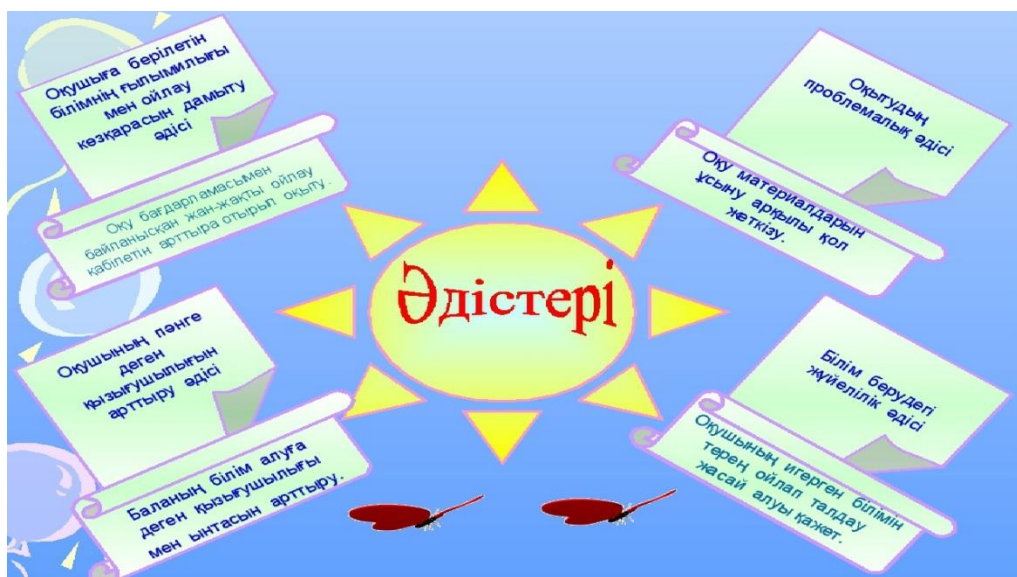 Оқушыға берілетін
білімнің ғылымилығы
мен ойлау
көзқарасын дамыту
әдісі
Оқу бағдарламасымен
байланысқан жан-жақты ойлау
қабілетін арттыра отырып оқыту.
Оқытудың
проблемалық әдісі
Оқу материалдарын
ұсыну арқылы қол
жеткізу.
Әдістері
Оқушының пәнге
деген
қызығушылығын
арттыру әдісі
Баланың білім алуға
деген қызығушылығы
мен ынтасын арттыру.
Білім берудегі
жүйелілік әдісі
Оқушының игерген білімін
терең ойлап талдау
жасай алуы қажет.